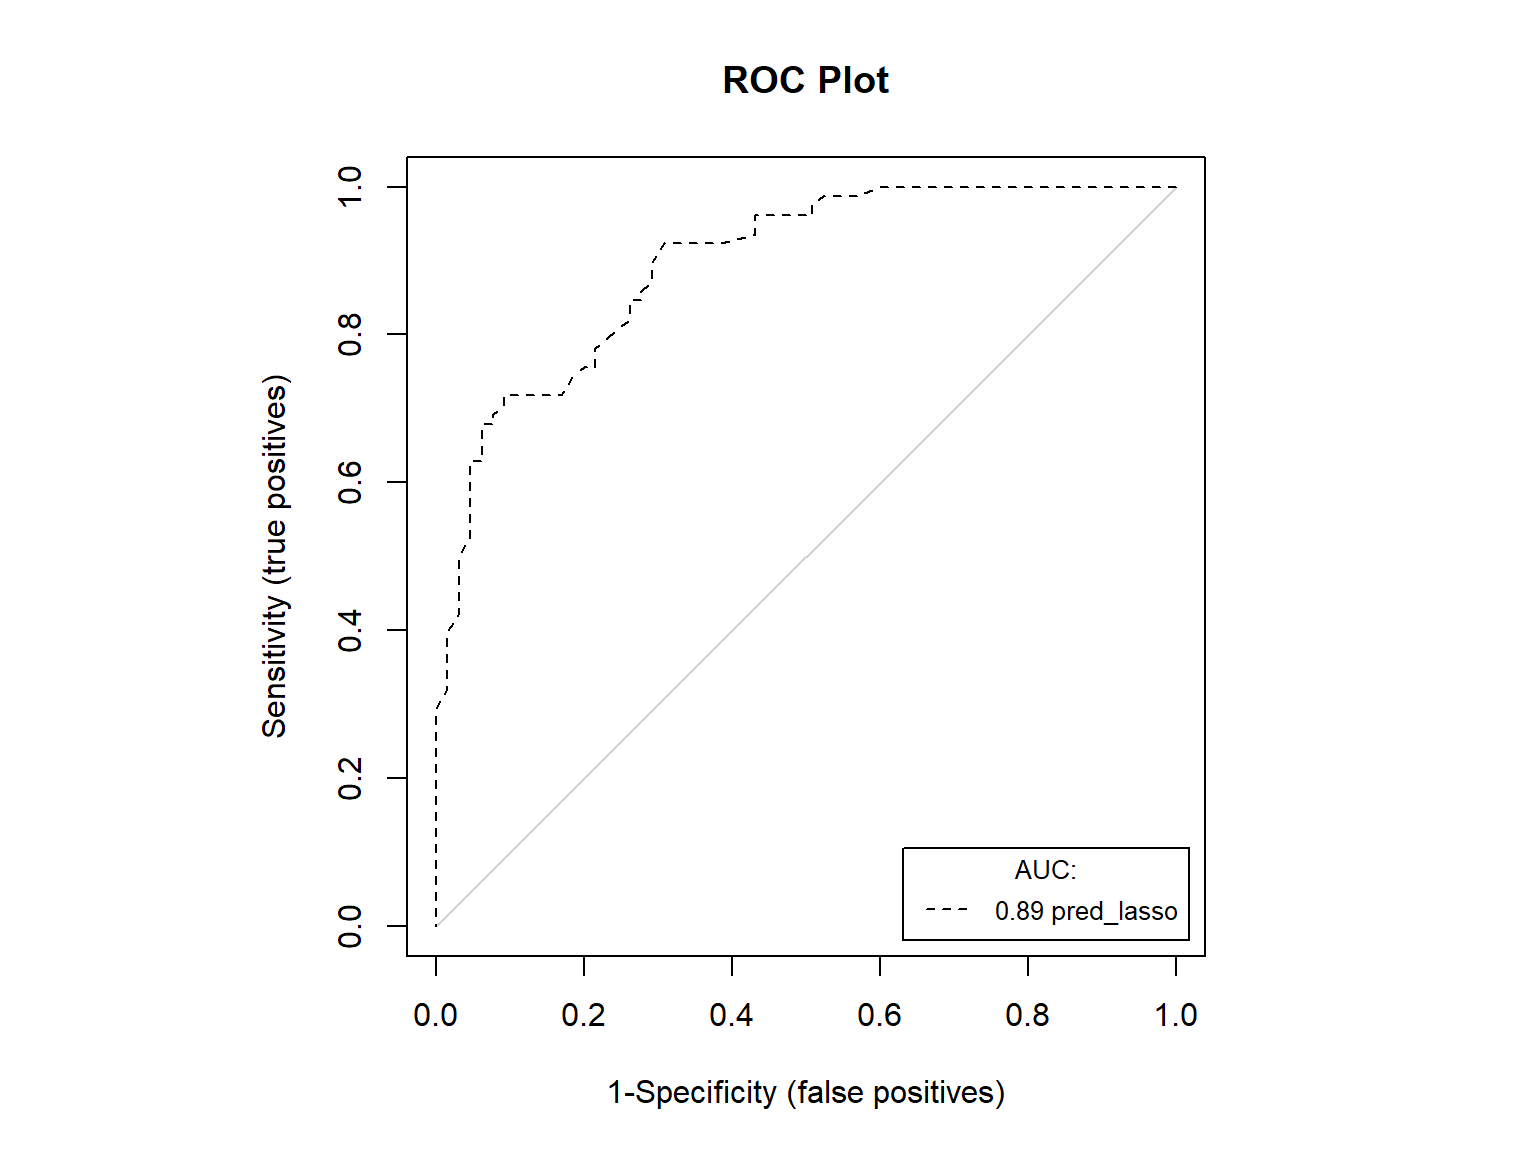 ROC Plot
Sensitivity (true positives)
1.0
0.8
0.6
0.4
0.2
0.0
AUC:
0.89 pred_lasso
0.0 0.2 0.4 0.6 0.8 1.0
1-Specificity (false positives)